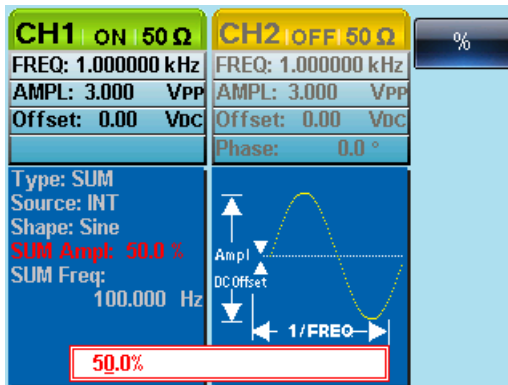 CH1 ON 50 Ω
FREQ: 1.000000 kHz
AMPL: 3.000 VPP
Offset: 0.00 VDC
CH2 OFF 50 Ω
FREQ: 1.000000 kHz
AMPL: 3.000 VPP
Offset: 0.00 VDC
Phase: 0.0 °
%
Type: SUM
Source: INT
Shape: Sine
SUM Ampl: 50.0 %
SUM Freq:
100.000 Hz
Ampl
DC Offset
1/FREQ
50.0%